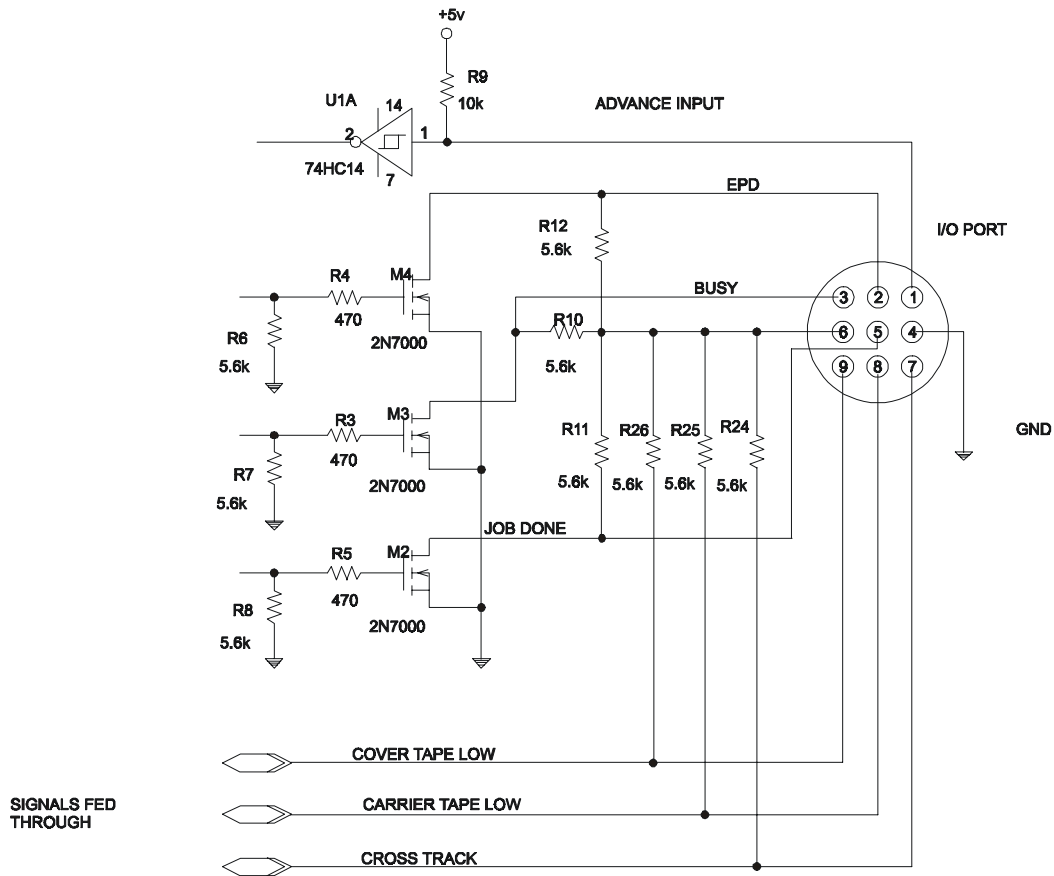 +5v
R9
10k
U1A
14
2
1
74HC14
7
ADVANCE INPUT
EPD
R12
5.6k
I/O PORT
R4
470
M4
2N7000
BUSY
R6
5.6k
R10
5.6k
3 2 1
6 5 4
9 8 7
R3
470
M3
2N7000
R7
5.6k
R11
5.6k
R26
5.6k
R25
5.6k
R24
5.6k
GND
JOB DONE
R5
470
M2
2N7000
R8
5.6k
COVER TAPE LOW
SIGNALS FED
THROUGH
CARRIER TAPE LOW
CROSS TRACK